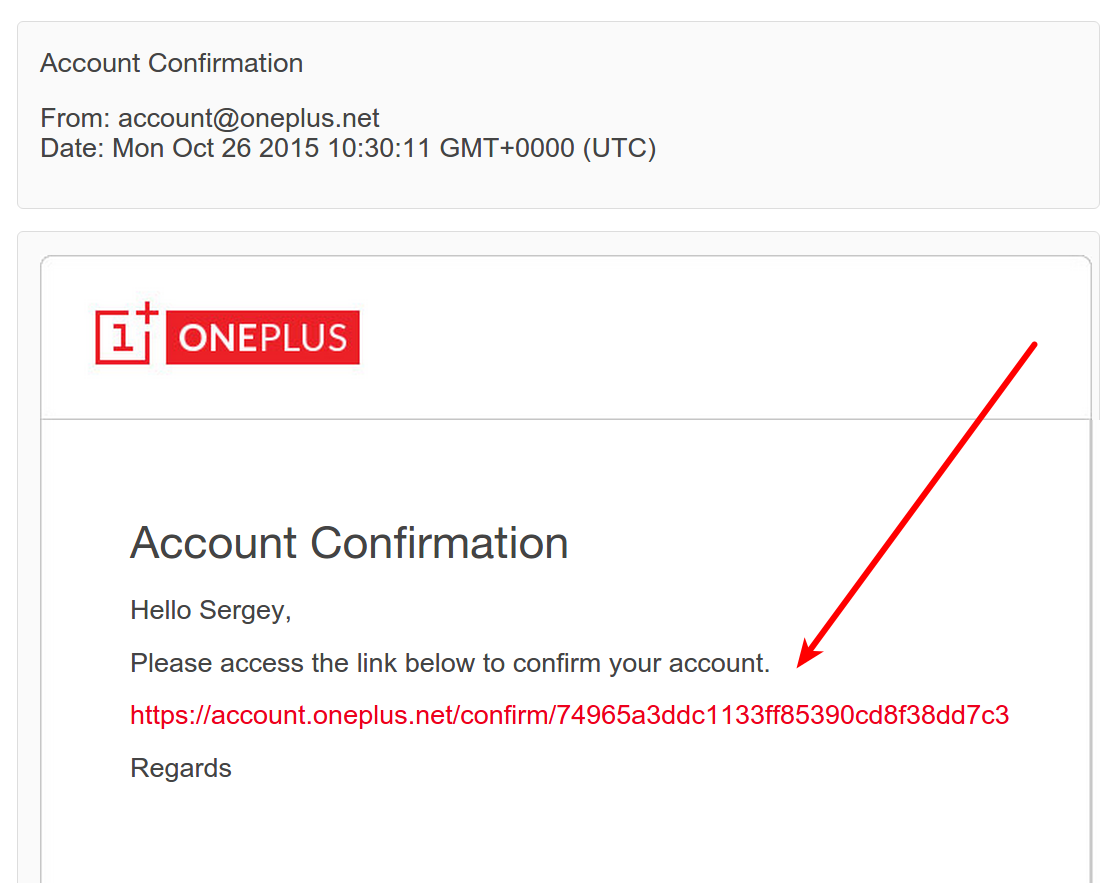 Account Confirmation
From: account@oneplus.net
Date: Mon Oct 26 2015 10:30:11 GMT+0000 (UTC)
1+ ONEPLUS
Account Confirmation
Hello Sergey,
Please access the link below to confirm your account.
https://account.oneplus.net/confirm/74965a3ddc1133ff85390cd8f38dd7c3
Regards